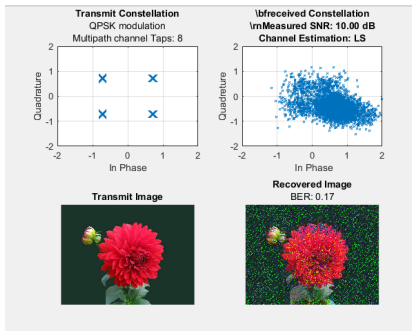 Transmit Constellation
QPSK modulation
Multipath channel Taps: 8
2
1
0
-1
-2
Quadrature
-2 -1 0 1 2
In Phase
\bfreceived Constellation
\rnMeasured SNR: 10.00 dB
Channel Estimation: LS
2
1
0
-1
-2
Quadrature
-2 -1 0 1 2
In Phase
Transmit Image
Recovered Image
BER: 0.17